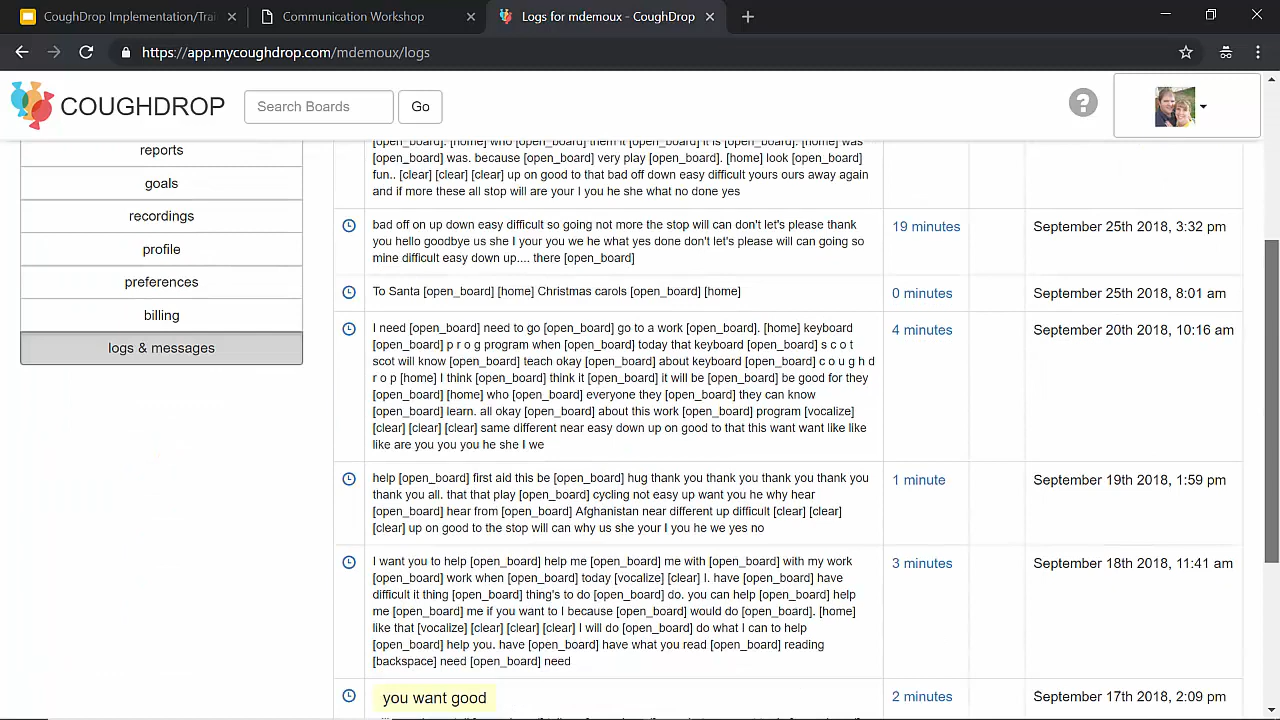 CoughDrop Implementation/Trai
Communication Workshop
Logs for mdemoux - CoughDrop
https://app.mycoughdrop.com/mdemoux/logs
COUGHDROP
Search Boards
Go
reports
goals
recordings
profile
preferences
billing
logs & messages
[open_board]. [home] who [open_board] them it [open_board] it is [open_board]. [home] was
[open_board] was. because [open_board] very play [open_board]. [home] look [open_board]
fun.. [clear] [clear] [clear] up on good to that bad off down easy difficult yours ours away again
and if more these all stop will are your I you he she what no done yes
bad off on up down easy difficult so going not more the stop will can don't let's please thank
you hello goodbye us she I your you we he what yes done don't let's please will can going so
mine difficult easy down up.... there [open_board]
19 minutes
September 25th 2018, 3:32 pm
To Santa [open_board] [home] Christmas carols [open_board] [home]
0 minutes
September 25th 2018, 8:01 am
I need [open_board] need to go [open_board] go to a work [open_board]. [home] keyboard
[open_board] p r o g program when [open_board] today that keyboard [open_board] s c o t
scot will know [open_board] teach okay [open_board] about keyboard [open_board] c o u g h d
r o p [home] I think [open_board] think it [open_board] it will be [open_board] be good for they
[open_board] [home] who [open_board] everyone they [open_board] they can know
[open_board] learn. all okay [open_board] about this work [open_board] program [vocalize]
[clear] [clear] [clear] same different near easy down up on good to that this want want like like
like are you you you he she I we
4 minutes
September 20th 2018, 10:16 am
help [open_board] first aid this be [open_board] hug thank you thank you thank you thank you
thank you all. that that play [open_board] cycling not easy up want you he why hear
[open_board] hear from [open_board] Afghanistan near different up difficult [clear] [clear]
[clear] up on good to the stop will can why us she your I you he we yes no
1 minute
September 19th 2018, 1:59 pm
I want you to help [open_board] help me [open_board] me with [open_board] with my work
[open_board] work when [open_board] today [vocalize] [clear] I. have [open_board] have
difficult it thing [open_board] thing's to do [open_board] do. you can help [open_board] help
me [open_board] me if you want to I because [open_board] would do [open_board]. [home]
like that [vocalize] [clear] [clear] [clear] I will do [open_board] do what I can to help
[open_board] help you. have [open_board] have what you read [open_board] reading
[backspace] need [open_board] need
3 minutes
September 18th 2018, 11:41 am
you want good
2 minutes
September 17th 2018, 2:09 pm